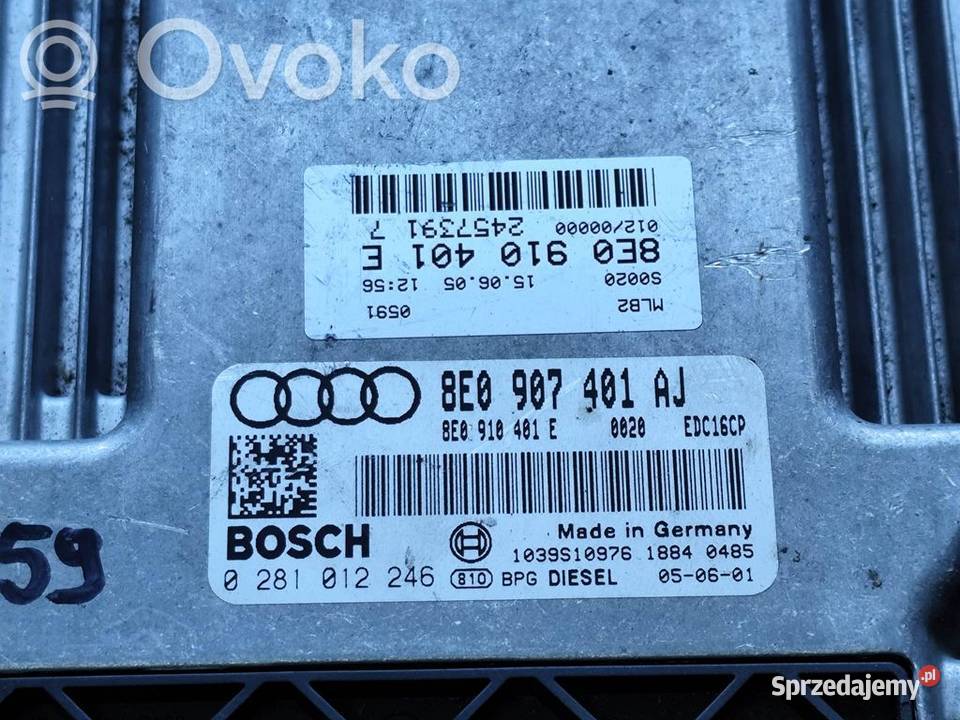 Ovoko
MLB2 0591
S0020 15.06.05 12:56
8E0 910 401 E
012/00000 2457391 7
8E0 907 401 AJ
8E0 910 401 E 0020 EDC16CP
BOSCH
Made in Germany
1039S10976 1884 0485
0 281 012 246 810 BPG DIESEL 05-06-01
59
Sprzedajemy.pl